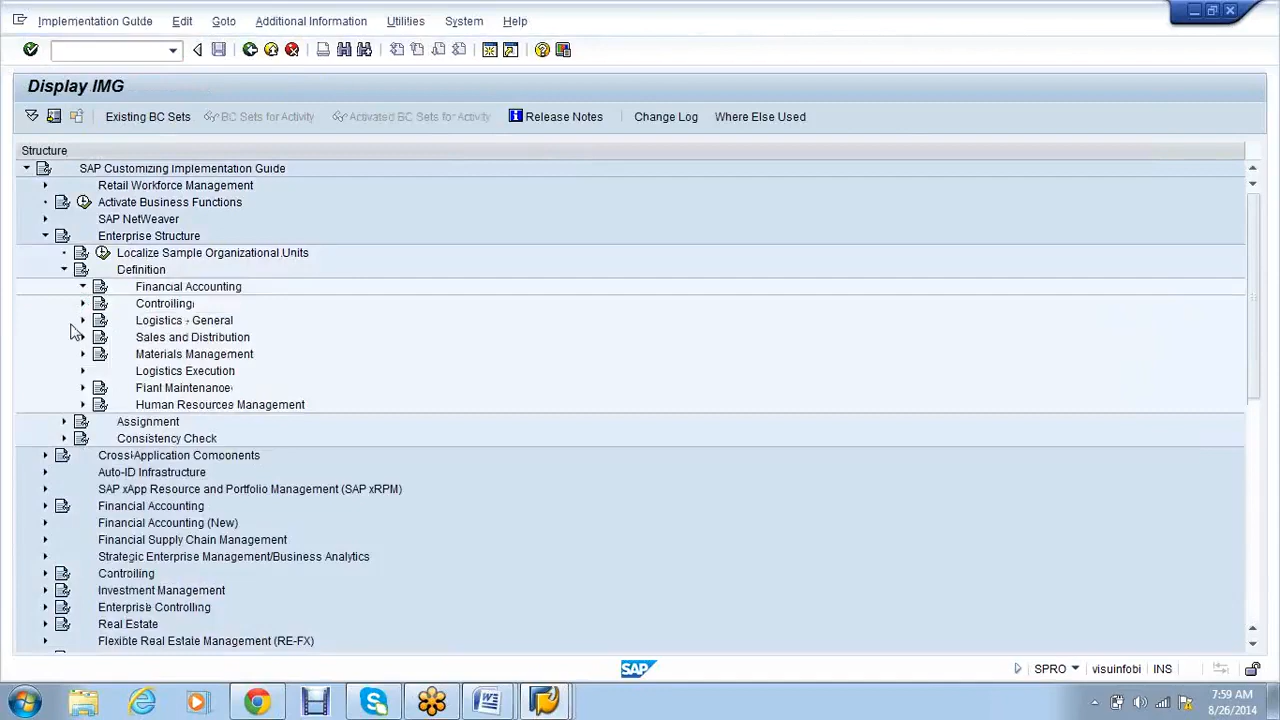 Implementation Guide Edit Goto Additional Information Utilities System Help
Display IMG
Existing BC Sets BC Sets for Activity Activated BC Sets for Activity Release Notes Change Log Where Else Used
Structure
SAP Customizing Implementation Guide
Retail Workforce Management
Activate Business Functions
SAP NetWeaver
Enterprise Structure
Localize Sample Organizational Units
Definition
Financial Accounting
Controlling
Logistics - General
Sales and Distribution
Materials Management
Logistics Execution
Plant Maintenance
Human Resources Management
Assignment
Consistency Check
Cross-Application Components
Auto-ID Infrastructure
SAP xApp Resource and Portfolio Management (SAP xRPM)
Financial Accounting
Financial Accounting (New)
Financial Supply Chain Management
Strategic Enterprise Management/Business Analytics
Controlling
Investment Management
Enterprise Controlling
Real Estate
Flexible Real Estate Management (RE-FX)
SAP SPRO visuinfobi INS
7:59 AM
8/26/2014